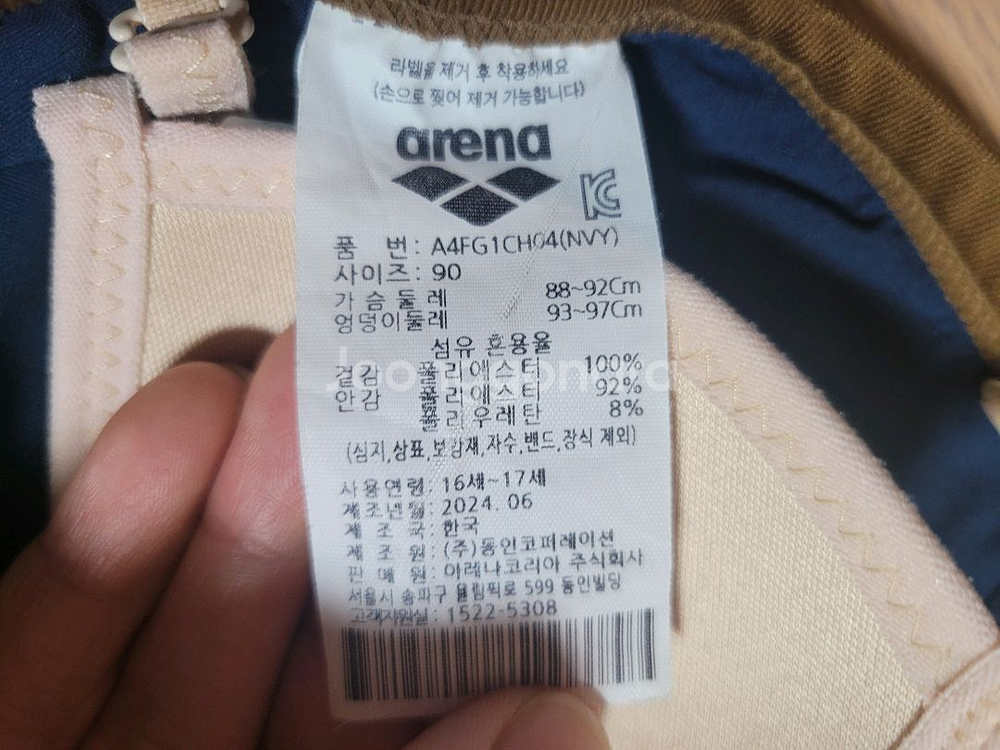 라벨을 제거 후 착용하세요
(손으로 찢어 제거 가능합니다)
arena
품 번: A4FG1CH04(NVY)
사이즈: 90
가 슴 둘 레 88~92Cm
엉덩이둘레 93~97Cm
섬유 혼용율
겉감 폴리에스터 100%
안감 폴리에스터 92%
폴리우레탄 8%
(심지,상표,보강재,자수,밴드,장식 제외)
사용연령: 16세~17세
제조년월: 2024. 06
제 조 국: 한국
제 조 원: (주)동인코퍼레이션
판 매 원: 아레나코리아 주식회사
서울시 송파구 올림픽로 599 동인빌딩
고객지원실: 1522-5308